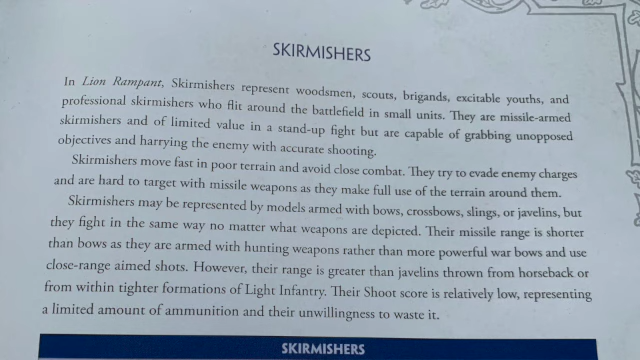 SKIRMISHERS
In Lion Rampant, Skirmishers represent woodsmen, scouts, brigands, excitable youths, and
professional skirmishers who flit around the battlefield in small units. They are missile-armed
skirmishers and of limited value in a stand-up fight but are capable of grabbing unopposed
objectives and harrying the enemy with accurate shooting.
Skirmishers move fast in poor terrain and avoid close combat. They try to evade enemy charges
and are hard to target with missile weapons as they make full use of the terrain around them.
Skirmishers may be represented by models armed with bows, crossbows, slings, or javelins, but
they fight in the same way no matter what weapons are depicted. Their missile range is shorter
than bows as they are armed with hunting weapons rather than more powerful war bows and use
close-range aimed shots. However, their range is greater than javelins thrown from horseback or
from within tighter formations of Light Infantry. Their Shoot score is relatively low, representing
a limited amount of ammunition and their unwillingness to waste it.
SKIRMISHERS